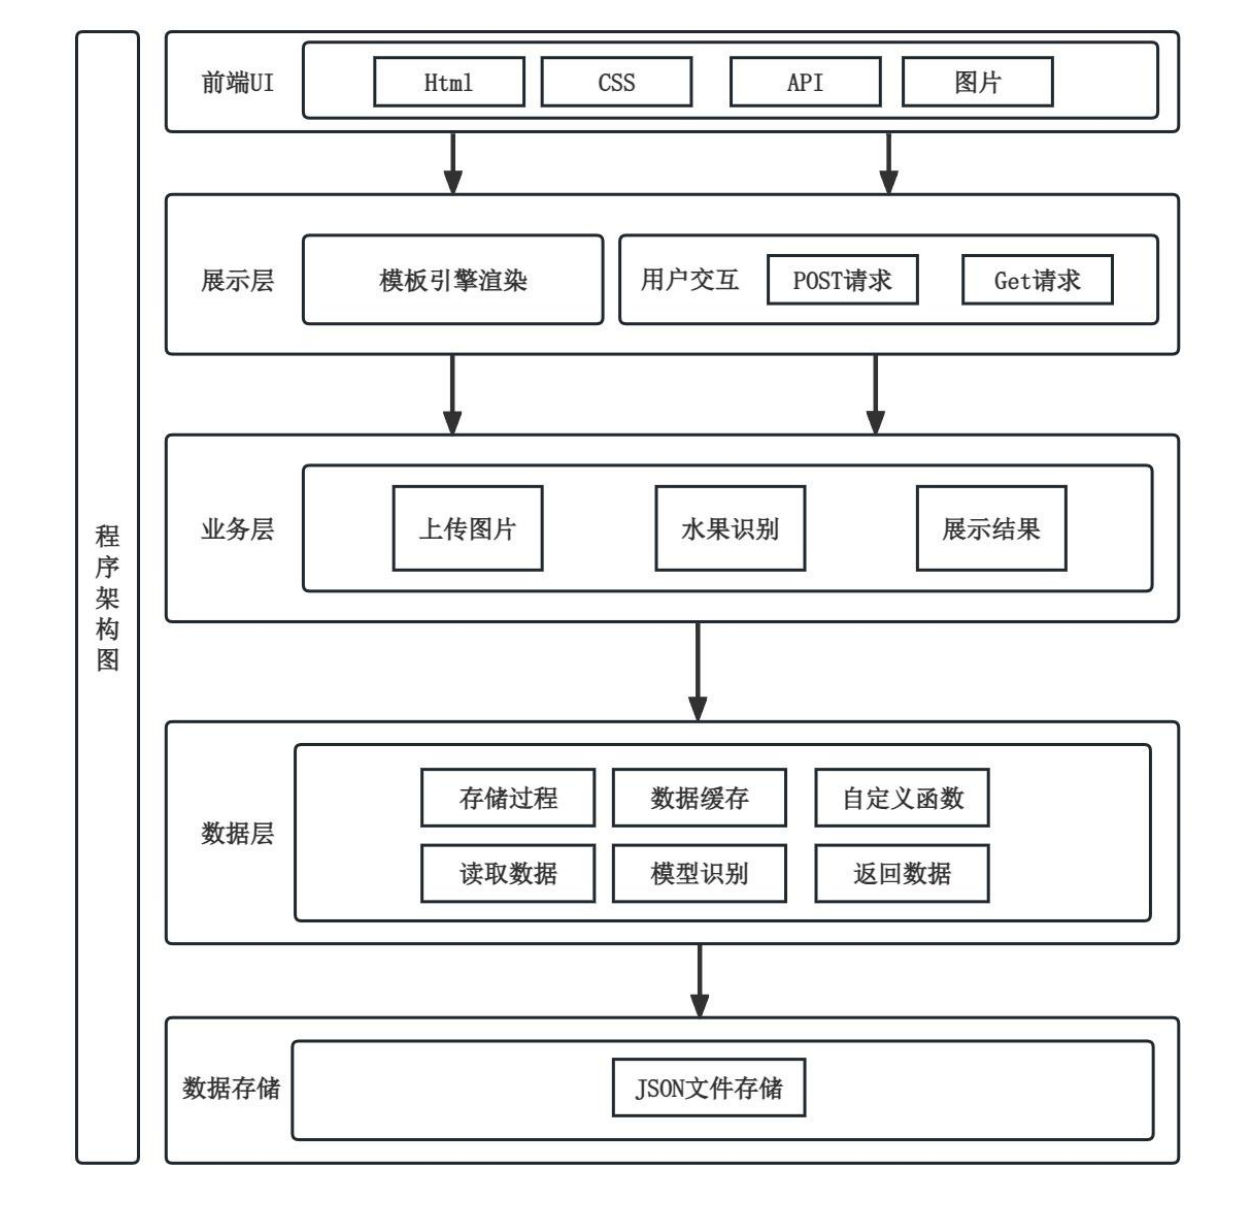 程序架构图
前端UI
Html
CSS
API
图片
展示层
模板引擎渲染
用户交互
POST请求
Get请求
业务层
上传图片
水果识别
展示结果
数据层
存储过程
数据缓存
自定义函数
读取数据
模型识别
返回数据
数据存储
JSON文件存储